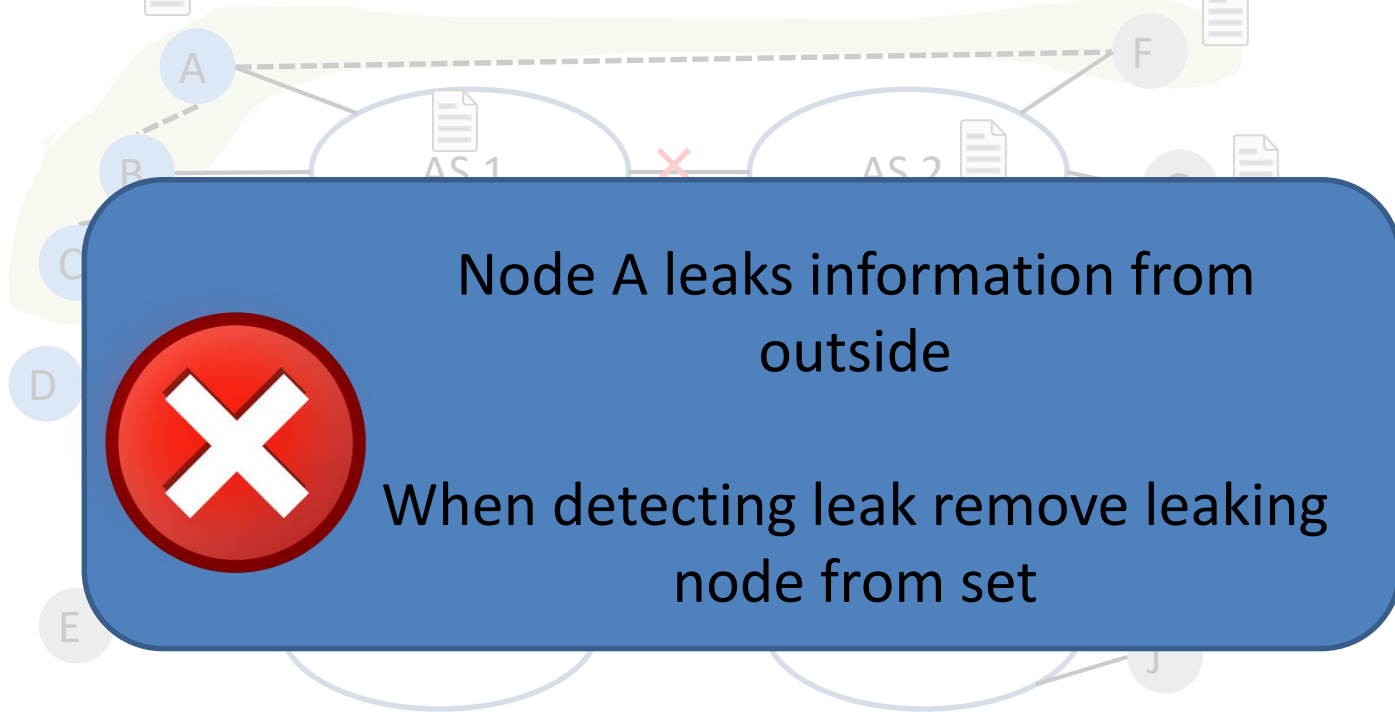 A
F
B
AS 1
AS 2
C
Node A leaks information from
outside
D
When detecting leak remove leaking
node from set
E
J